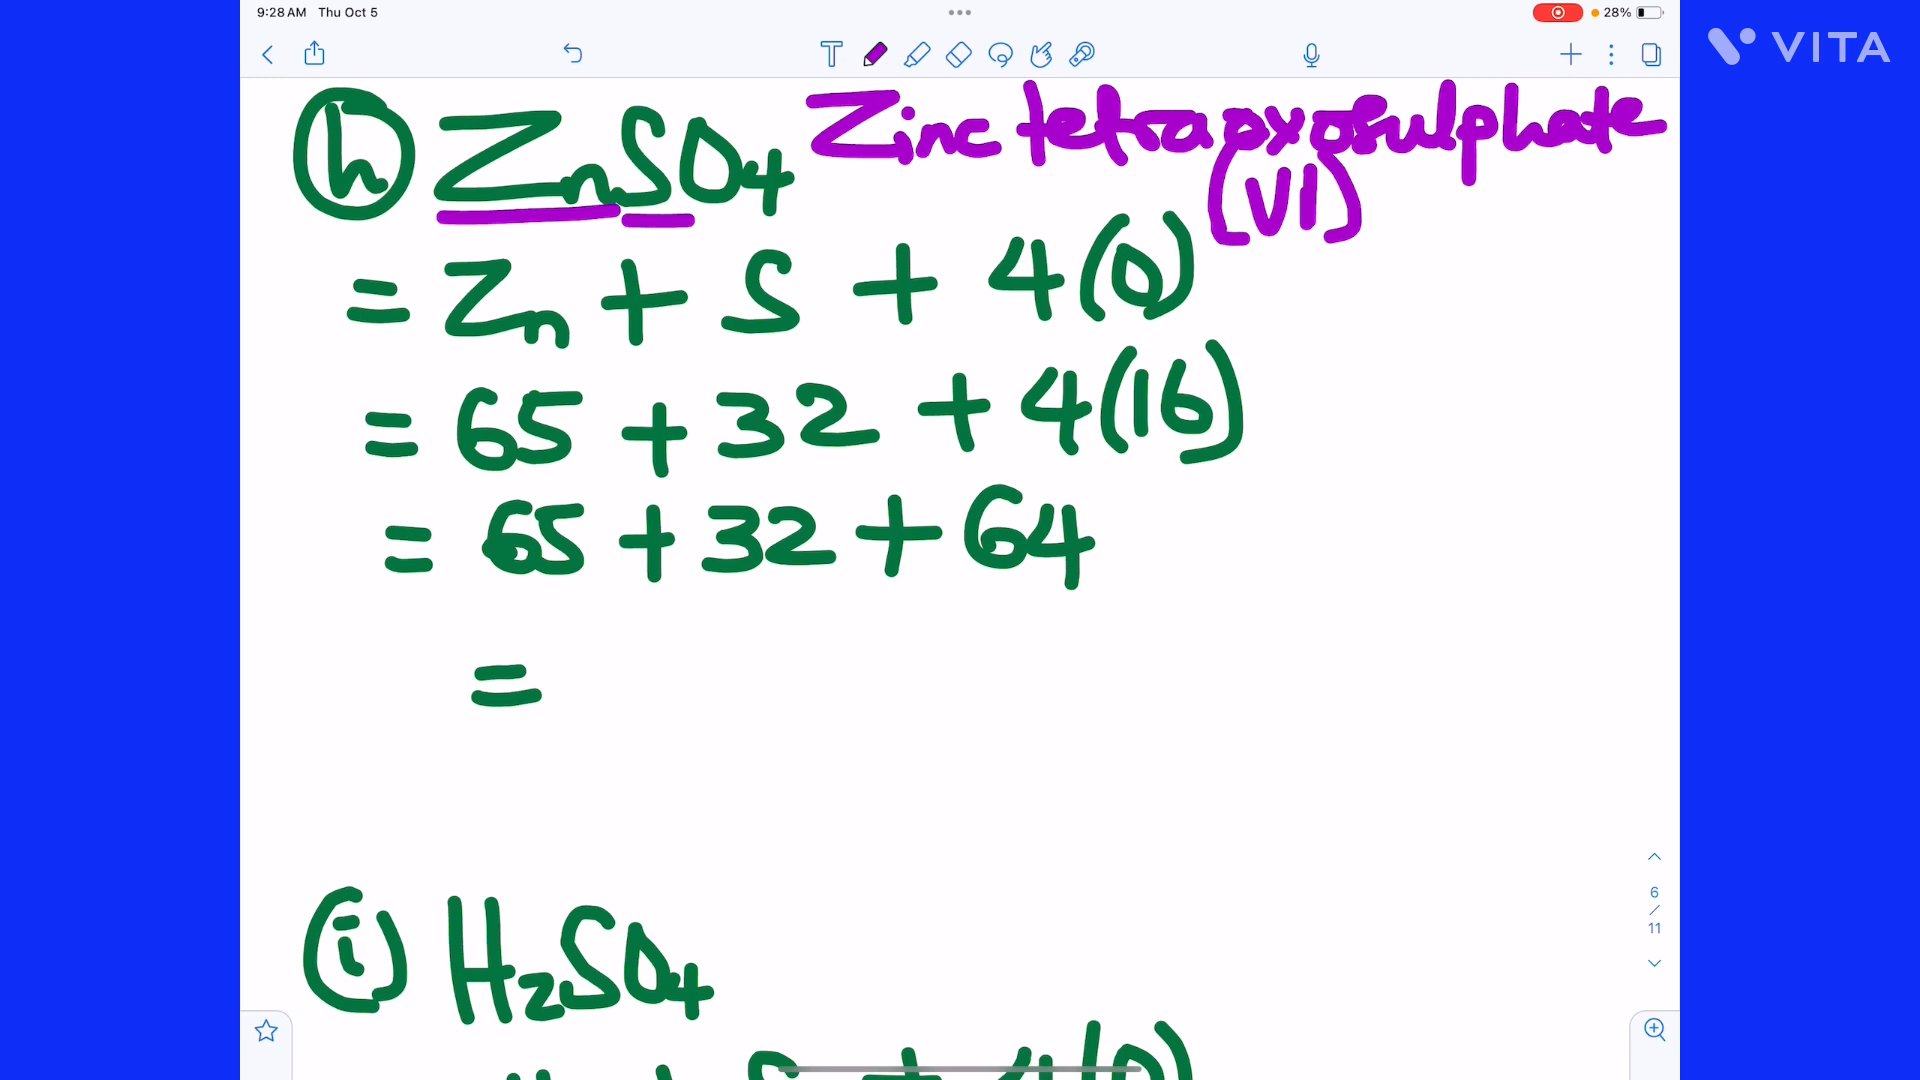 9:28 AM Thu Oct 5
28%
VITA
T
h ZnSO4 Zinc tetraoxosulphate
(VI)
= Zn + S + 4(O)
= 65 + 32 + 4(16)
= 65 + 32 + 64
=
6
/
11
(i) H2SO4
+ S + 4(O)